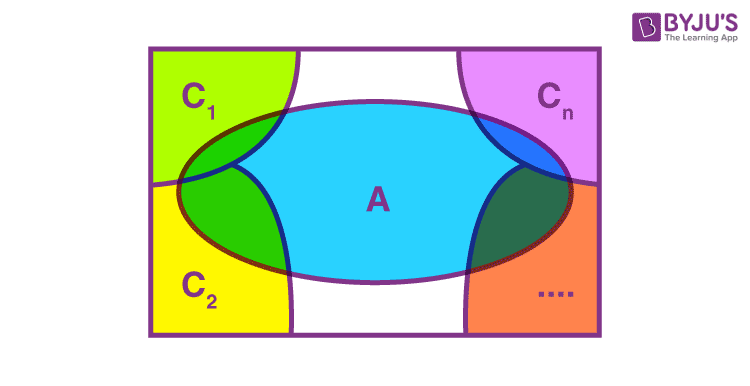 BYJU'S
The Learning App
C1
Cn
A
C2
....